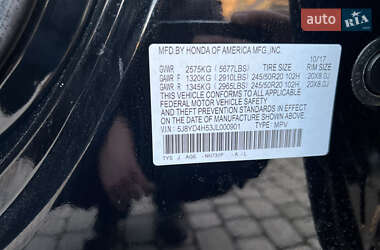 auto RIA .com
MFD.BY HONDA OF AMERICA MFG.,INC. 10/17
GVWR 2575KG (5677LBS) TIRE SIZE RIM SIZE
GAWR F 1320KG (2910LBS) 245/50R20 102H 20X8.0J
GAWR R 1345KG (2965LBS) 245/50R20 102H 20X8.0J
THIS VEHICLE CONFORMS TO ALL APPLICABLE
FEDERAL MOTOR VEHICLE SAFETY AND
THEFT PREVENTION STANDARDS IN EFFECT ON
THE DATE OF MANUFACTURE SHOWN ABOVE.
5J8YD4H53JL000901 TYPE: MPV